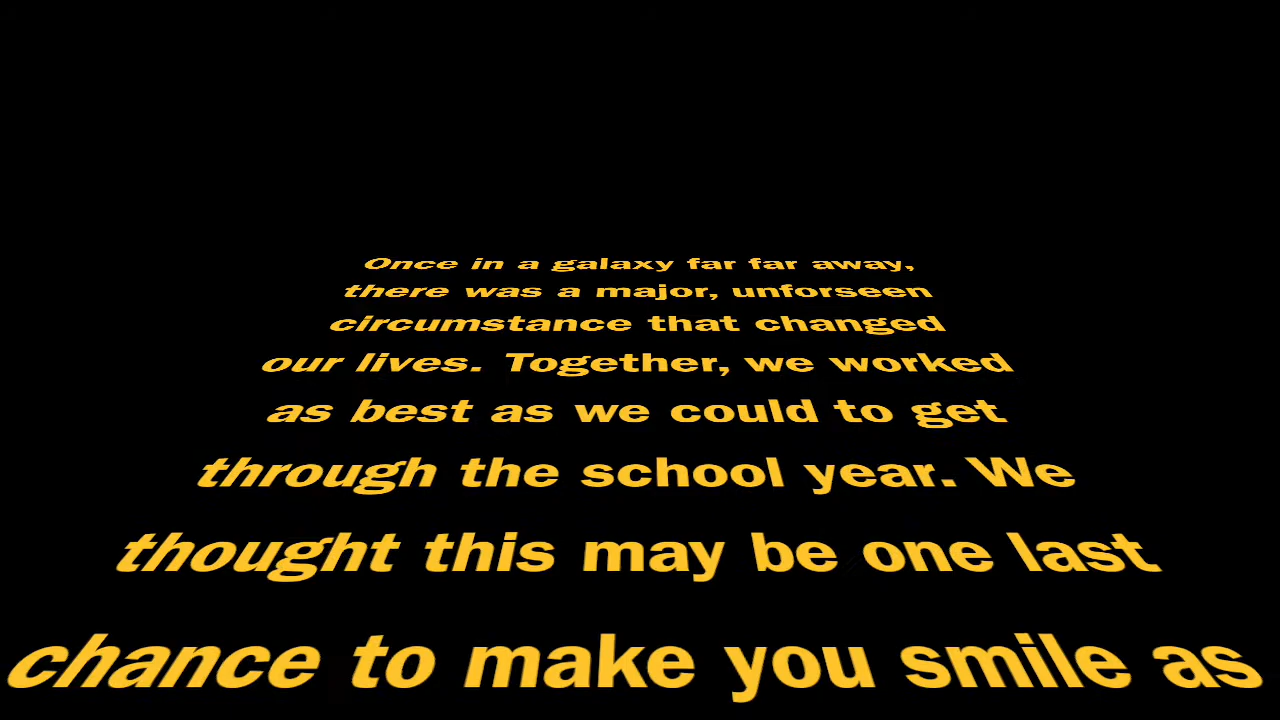 Once in a galaxy far far away,
there was a major, unforseen
circumstance that changed
our lives. Together, we worked
as best as we could to get
through the school year. We
thought this may be one last
chance to make you smile as